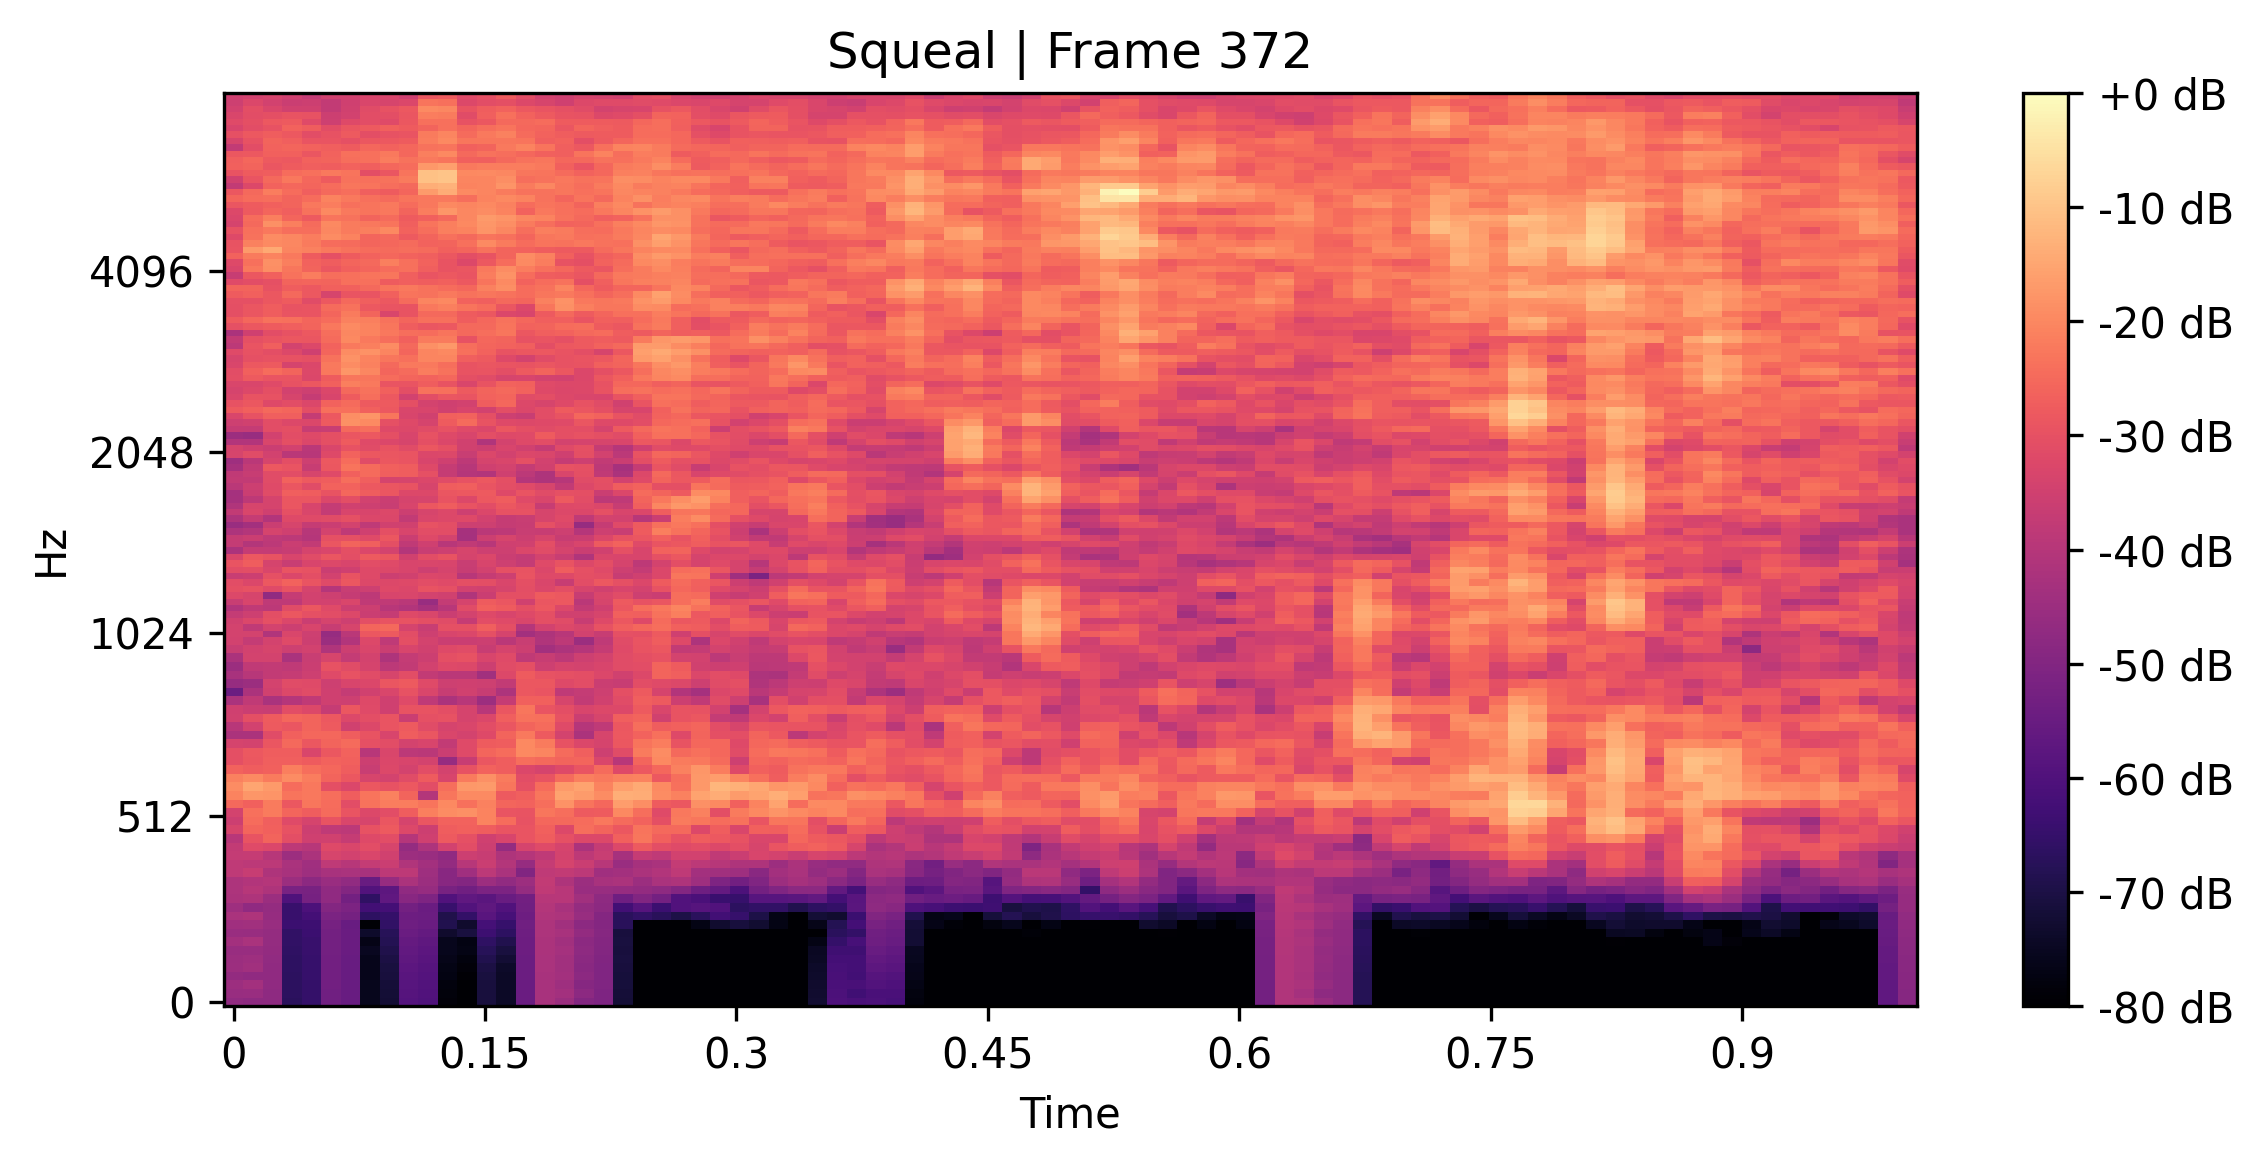 Squeal | Frame 372
Hz
4096
2048
1024
512
0
0 0.15 0.3 0.45 0.6 0.75 0.9
Time
+0 dB
-10 dB
-20 dB
-30 dB
-40 dB
-50 dB
-60 dB
-70 dB
-80 dB